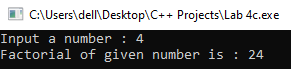 C:\Users\dell\Desktop\C++ Projects\Lab 4c.exe
Input a number : 4
Factorial of given number is : 24